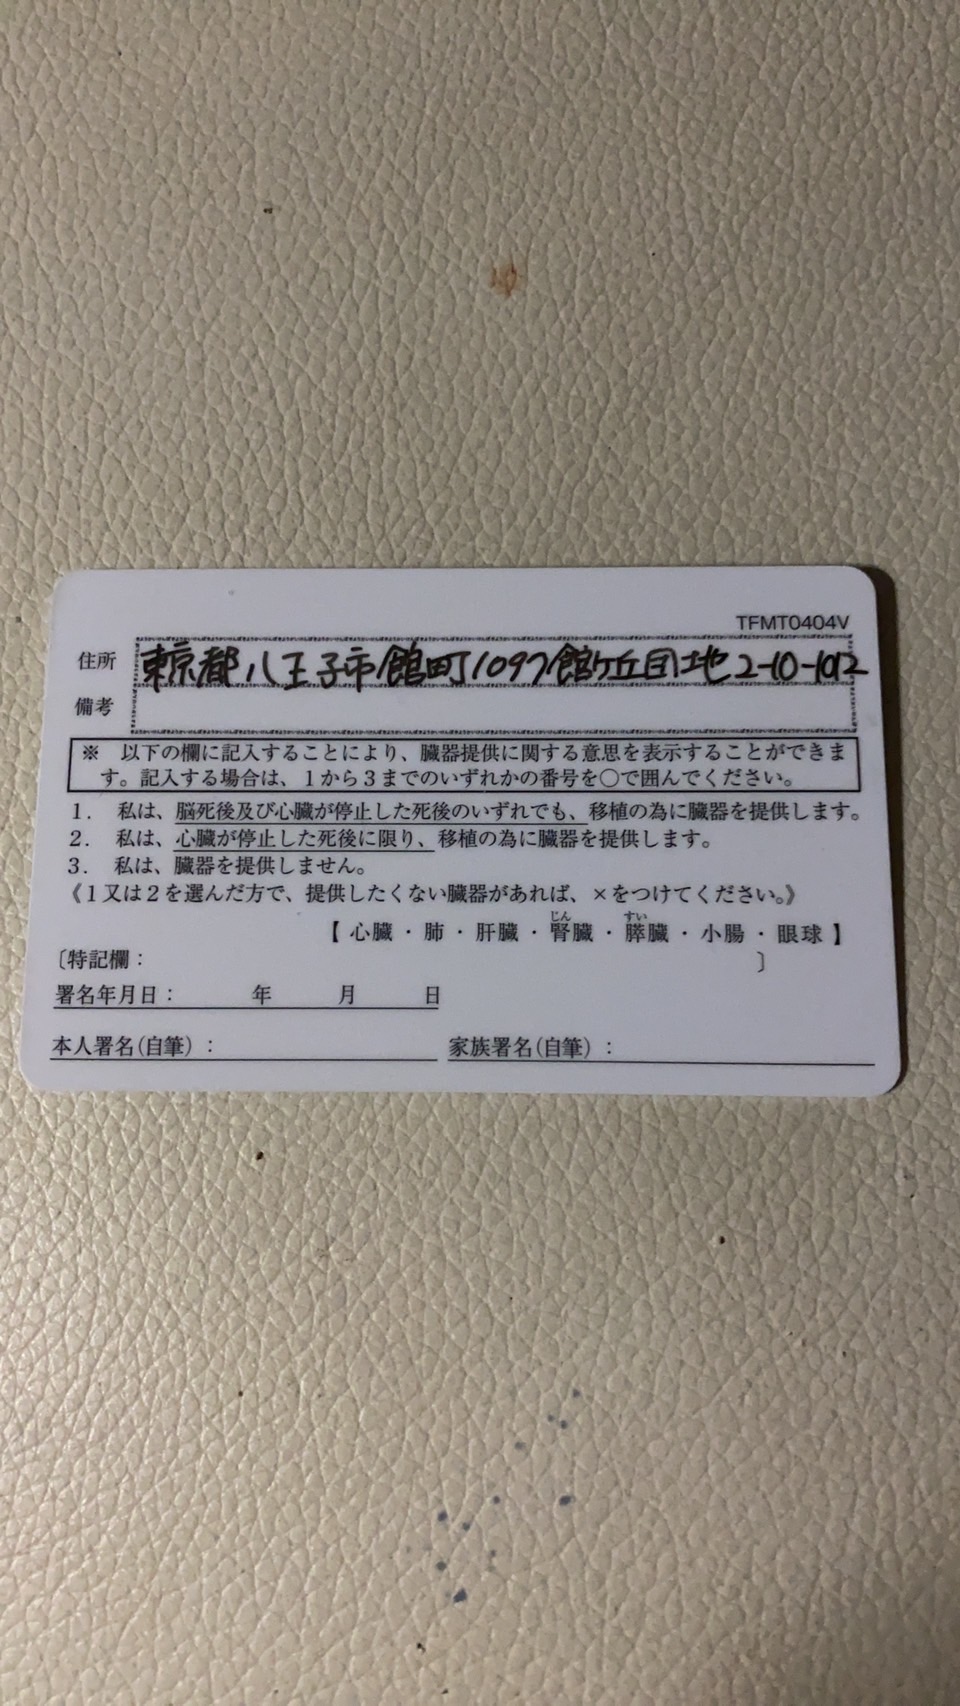 TFMT0404V
住所 東京都八王子市館町1097館ヶ丘団地2-10-1012
備考
※ 以下の欄に記入することにより、臓器提供に関する意思を表示することができま
す。記入する場合は、1から3までのいずれかの番号を〇で囲んでください。
1. 私は、脳死後及び心臓が停止した死後のいずれでも、移植の為に臓器を提供します。
2. 私は、心臓が停止した死後に限り、移植の為に臓器を提供します。
3. 私は、臓器を提供しません。
《1又は2を選んだ方で、提供したくない臓器があれば、×をつけてください。》
じん すい
【 心臓・肺・肝臓・腎臓・膵臓・小腸・眼球 】
〔特記欄: 〕
署名年月日: 年 月 日
本人署名(自筆): 家族署名(自筆):